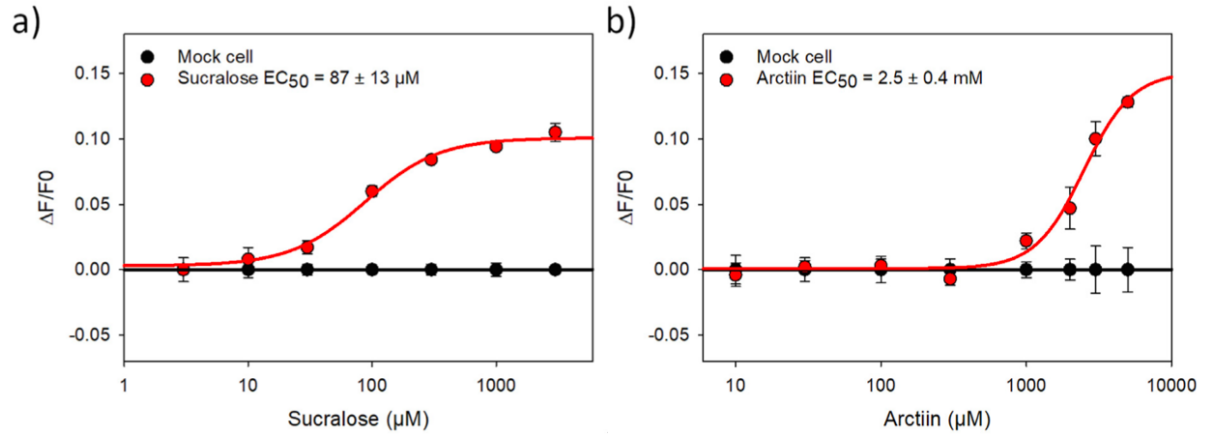 a)
Mock cell
Sucralose EC50 = 87 ± 13 µM
0.15
0.10
0.05
0.00
-0.05
ΔF/F0
1 10 100 1000
Sucralose (µM)
b)
Mock cell
Arctiin EC50 = 2.5 ± 0.4 mM
0.15
0.10
0.05
0.00
-0.05
ΔF/F0
10 100 1000 10000
Arctiin (µM)